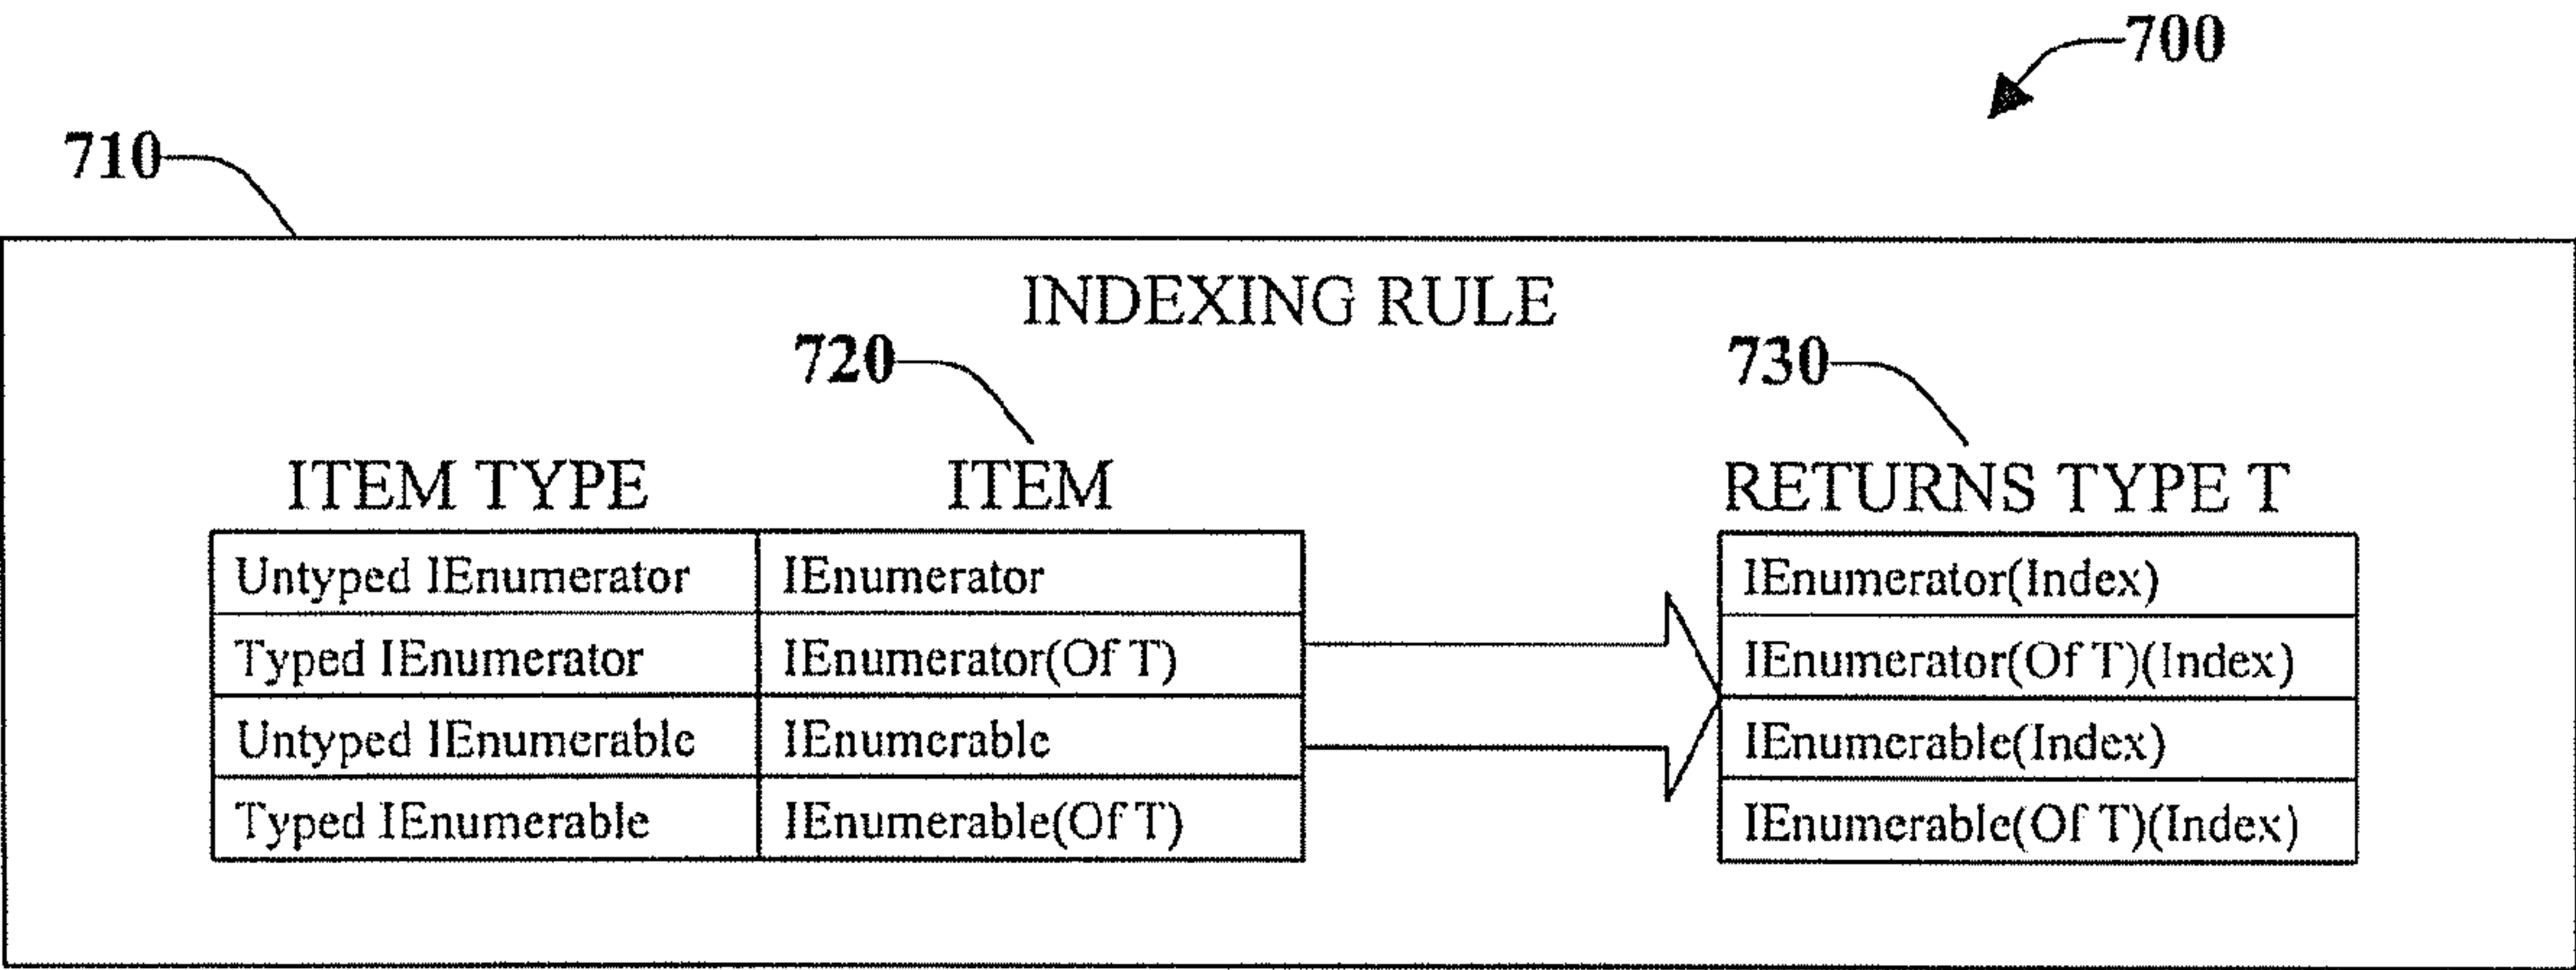 700
710
INDEXING RULE
720
730
ITEM TYPE ITEM RETURNS TYPE T
Untyped IEnumerator IEnumerator IEnumerator(Index)
Typed IEnumerator IEnumerator(Of T) IEnumerator(Of T)(Index)
Untyped IEnumerable IEnumerable IEnumerable(Index)
Typed IEnumerable IEnumerable(Of T) IEnumerable(Of T)(Index)